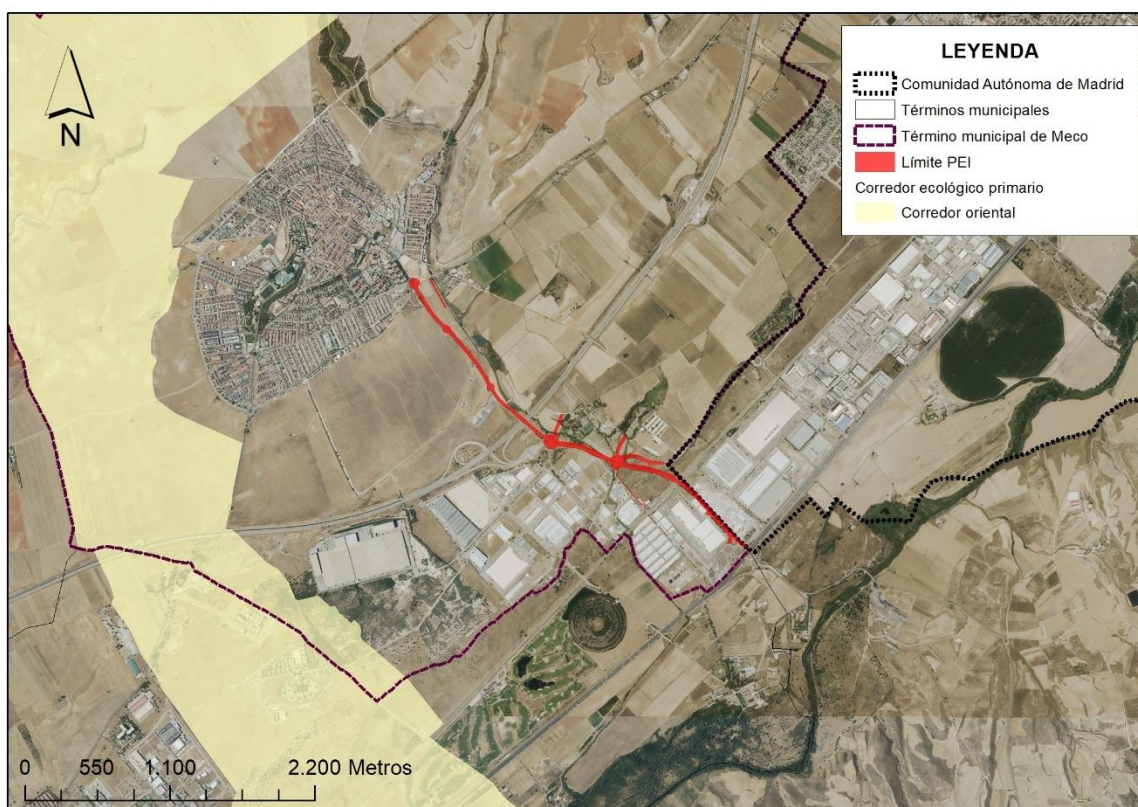 LEYENDA
Comunidad Autónoma de Madrid
Términos municipales
Término municipal de Meco
Límite PEI
Corredor ecológico primario
Corredor oriental
N
0 550 1.100 2.200 Metros